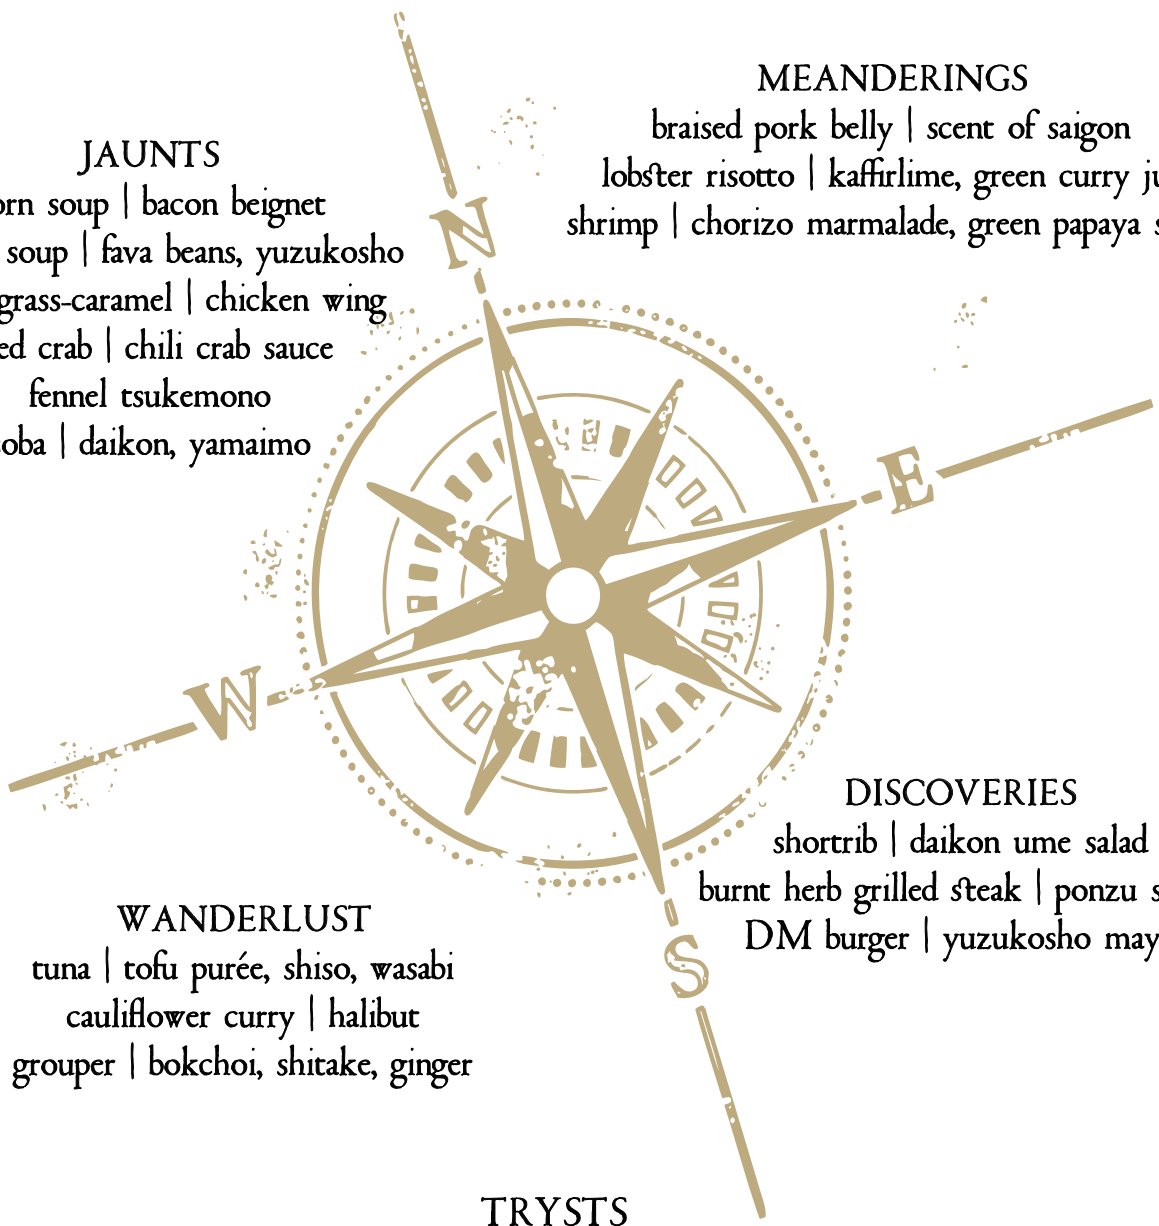 JAUNTS
soup | bacon beignet
soup | fava beans, yuzukosho
| chicken wing
crab | chili crab sauce
fennel tsukemono
| daikon, yamaimo
MEANDERINGS
braised pork belly | scent of saigon
lobster risotto | kaffirlime, green curry
shrimp | chorizo marmalade, green papaya
N
E
W
S
DISCOVERIES
shortrib | daikon ume salad
burnt herb grilled steak | ponzu
DM burger | yuzukosho
WANDERLUST
tuna | tofu purée, shiso, wasabi
cauliflower curry | halibut
grouper | bokchoi, shitake, ginger
TRYSTS